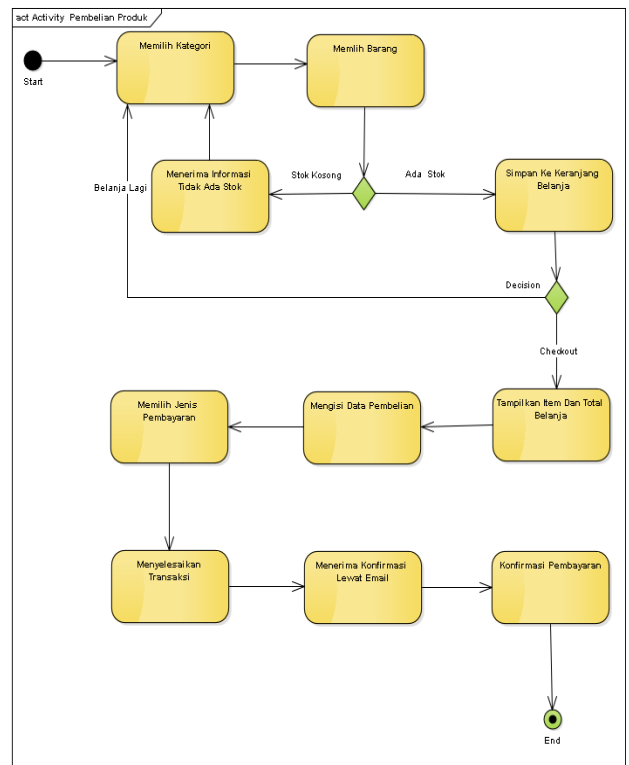 act Activity Pembelian Produk
Start
Memilih Kategori
Memlih Barang
Menerima Informasi
Tidak Ada Stok
Stok Kosong
Ada Stok
Simpan Ke Keranjang
Belanja
Belanja Lagi
Decision
Checkout
Memilih Jenis
Pembayaran
Mengisi Data Pembelian
Tampilkan Item Dan Total
Belanja
Menyelesaikan
Transaksi
Menerima Konfirmasi
Lewat Email
Konfirmasi Pembayaran
End